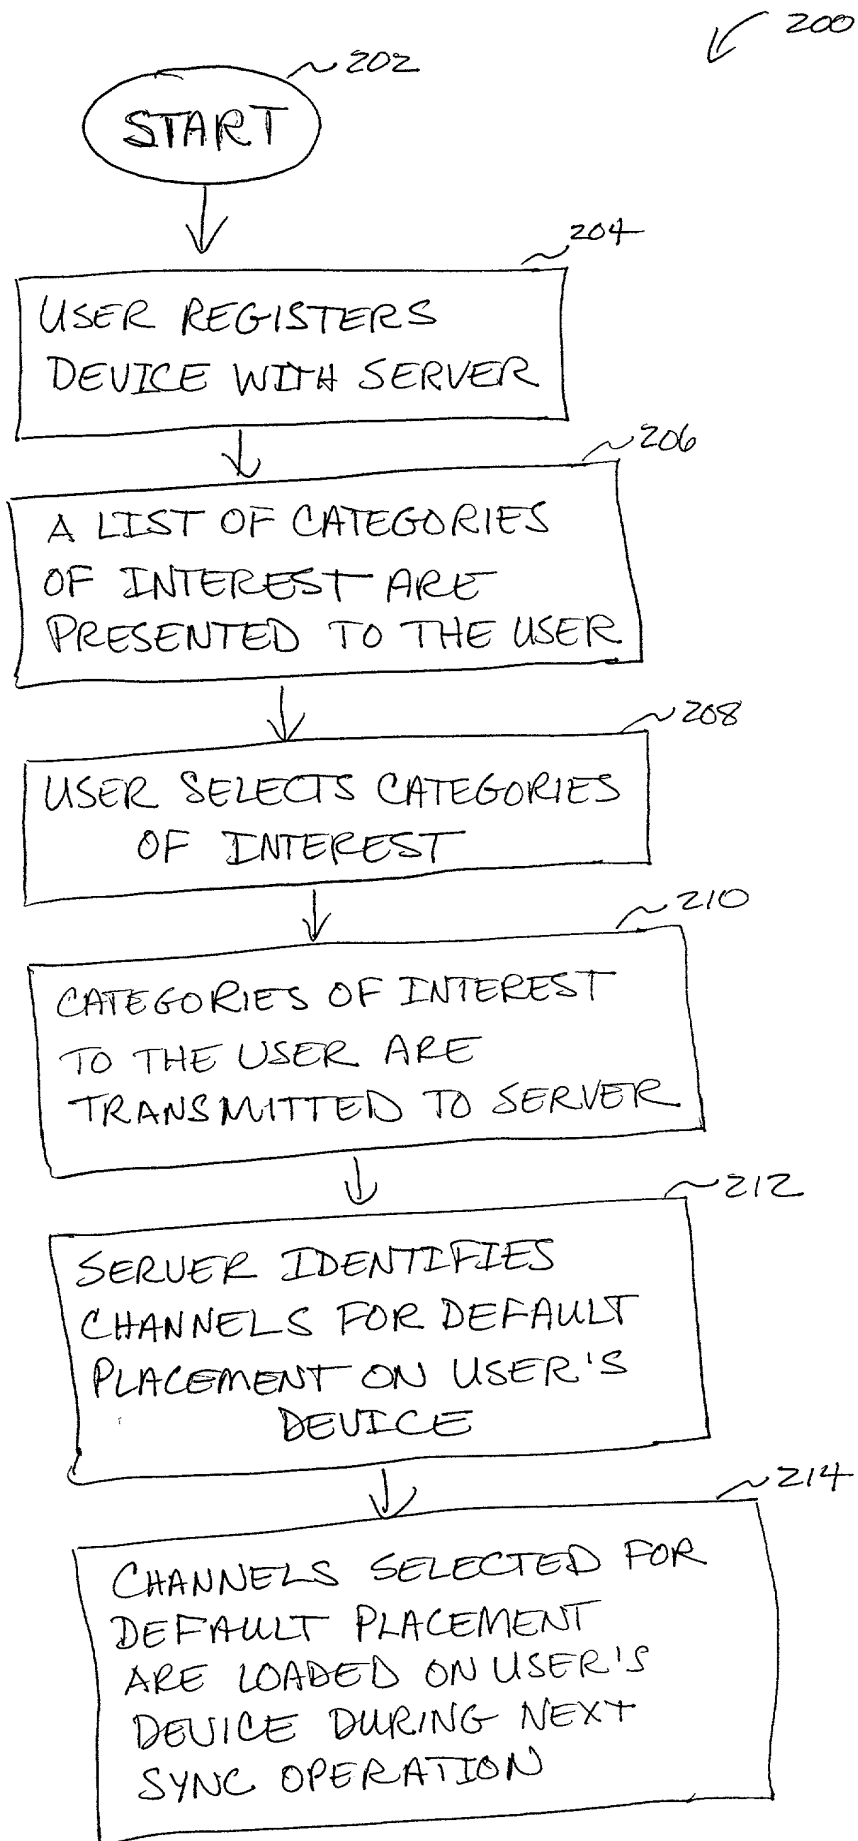 200
202
START
204
USER REGISTERS
DEVICE WITH SERVER
206
A LIST OF CATEGORIES
OF INTEREST ARE
PRESENTED TO THE USER
208
USER SELECTS CATEGORIES
OF INTEREST
210
CATEGORIES OF INTEREST
TO THE USER ARE
TRANSMITTED TO SERVER
212
SERVER IDENTIFIES
CHANNELS FOR DEFAULT
PLACEMENT ON USER'S
DEVICE
214
CHANNELS SELECTED FOR
DEFAULT PLACEMENT
ARE LOADED ON USER'S
DEVICE DURING NEXT
SYNC OPERATION